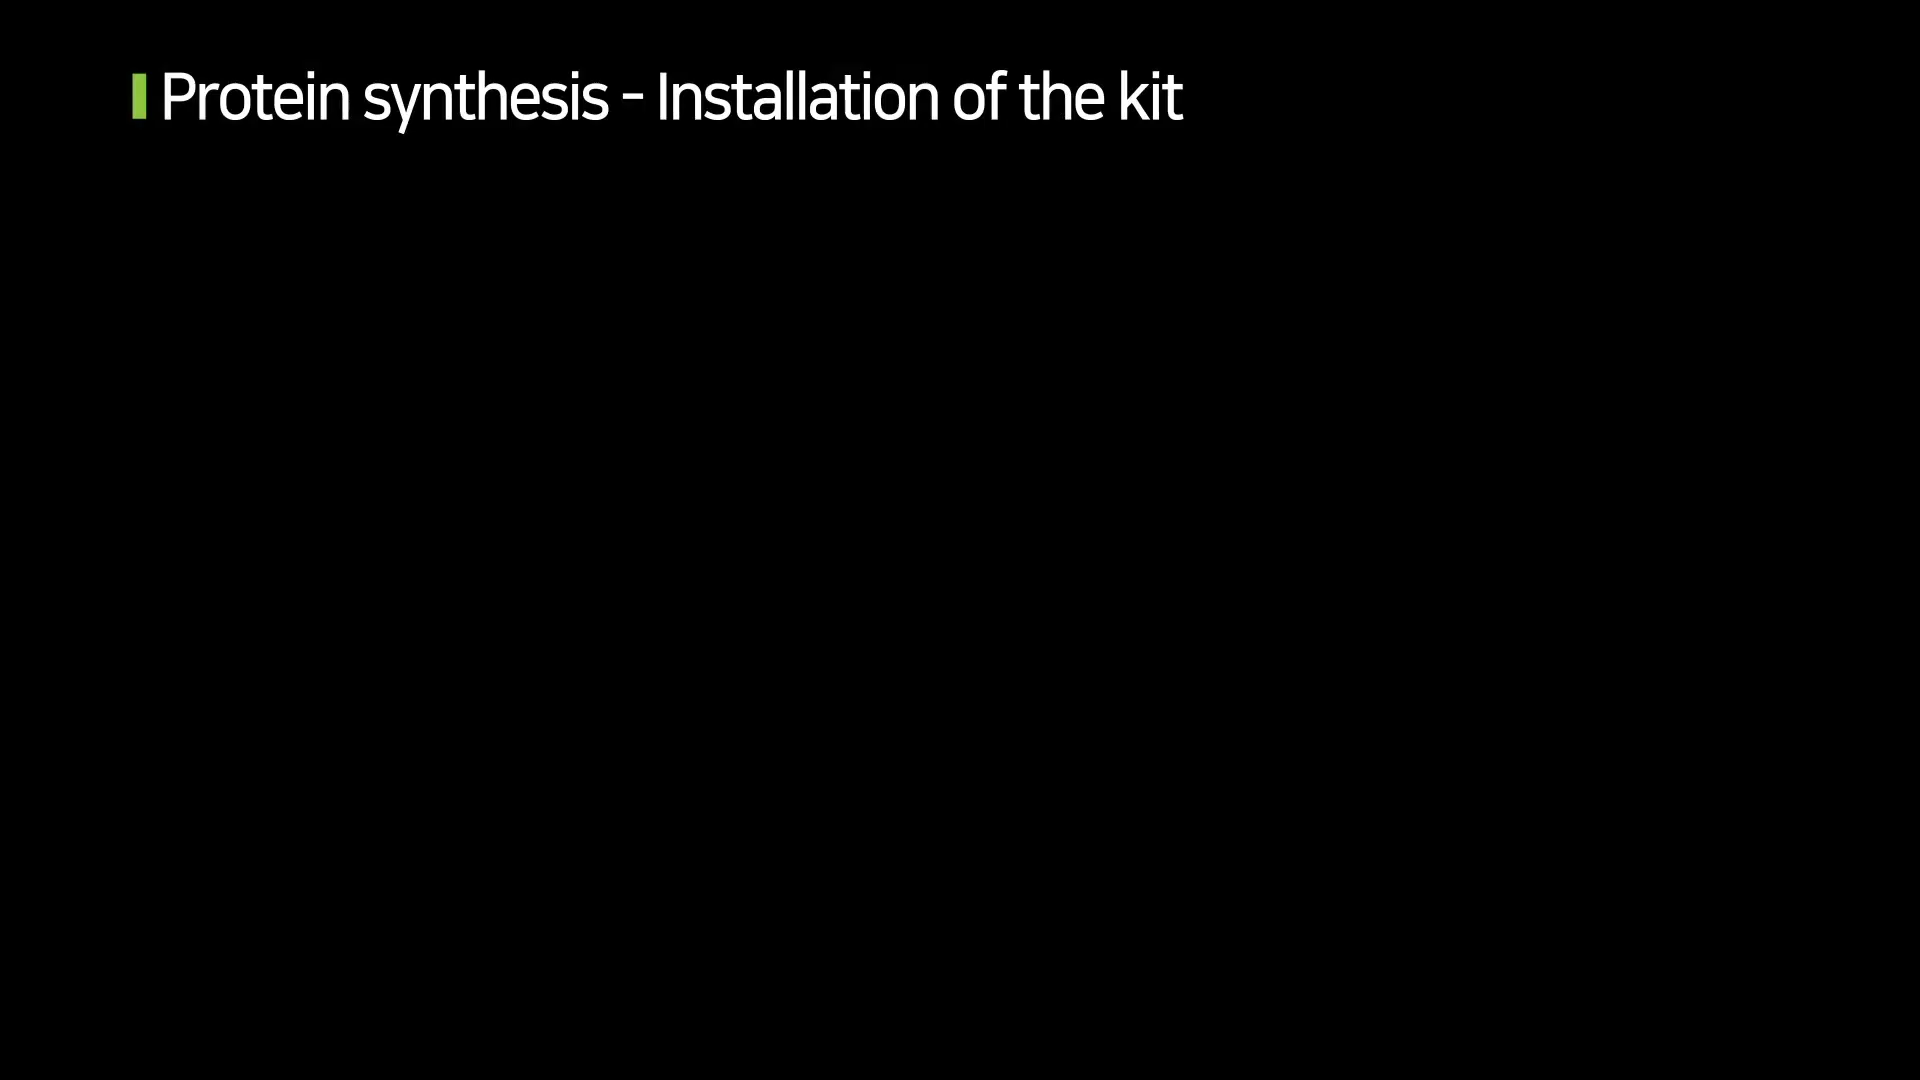 Protein synthesis - Installation of the kit